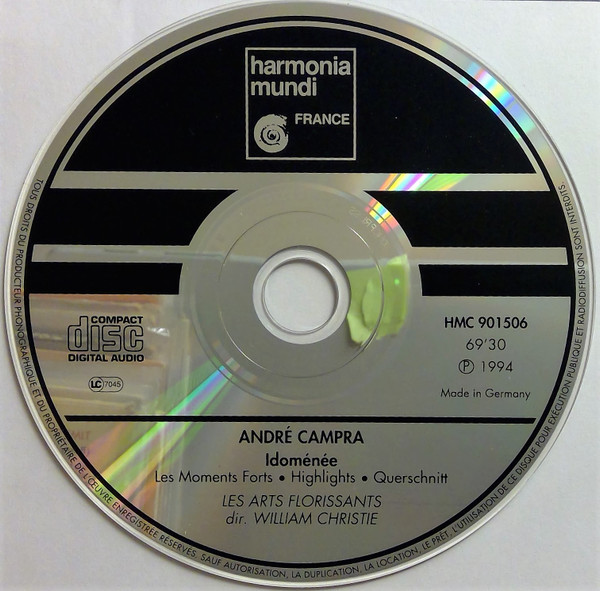 harmonia
mundi
FRANCE
COMPACT
disc
DIGITAL AUDIO
LC 7045
HMC 901506
69'30
Ⓟ 1994
Made in Germany
ANDRÉ CAMPRA
Idoménée
Les Moments Forts • Highlights • Querschnitt
LES ARTS FLORISSANTS
dir. WILLIAM CHRISTIE
TOUS DROITS DU PRODUCTEUR PHONOGRAPHIQUE ET DU PROPRIÉTAIRE DE L'ŒUVRE ENREGISTRÉE RÉSERVÉS. SAUF AUTORISATION, LA DUPLICATION, LA LOCATION, LE PRÊT, L'UTILISATION DE CE DISQUE POUR EXÉCUTION PUBLIQUE ET RADIODIFFUSION SONT INTERDITS